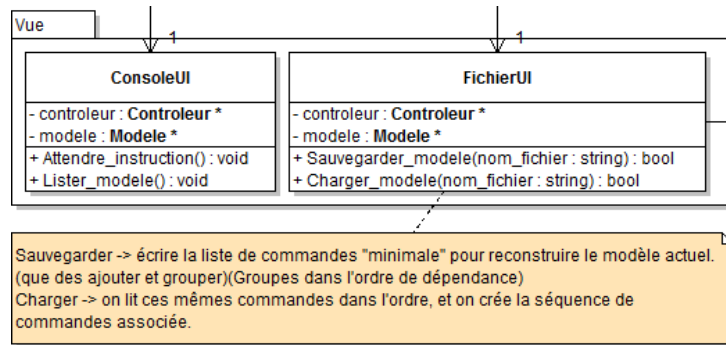 Vue
1
1
ConsoleUI
- controleur : Controleur *
- modele : Modele *
+ Attendre_instruction() : void
+ Lister_modele() : void
FichierUI
- controleur : Controleur *
- modele : Modele *
+ Sauvegarder_modele(nom_fichier : string) : bool
+ Charger_modele(nom_fichier : string) : bool
Sauvegarder -> écrire la liste de commandes "minimale" pour reconstruire le modèle actuel.
(que des ajouter et grouper)(Groupes dans l'ordre de dépendance)
Charger -> on lit ces mêmes commandes dans l'ordre, et on crée la séquence de
commandes associée.